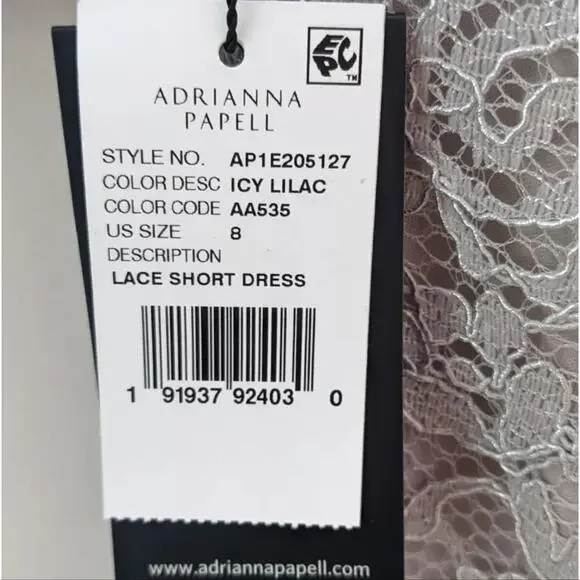 EPC
TM
ADRIANNA
PAPELL
STYLE NO. AP1E205127
COLOR DESC ICY LILAC
COLOR CODE AA535
US SIZE 8
DESCRIPTION
LACE SHORT DRESS
1 91937 92403 0
www.adriannapapell.com